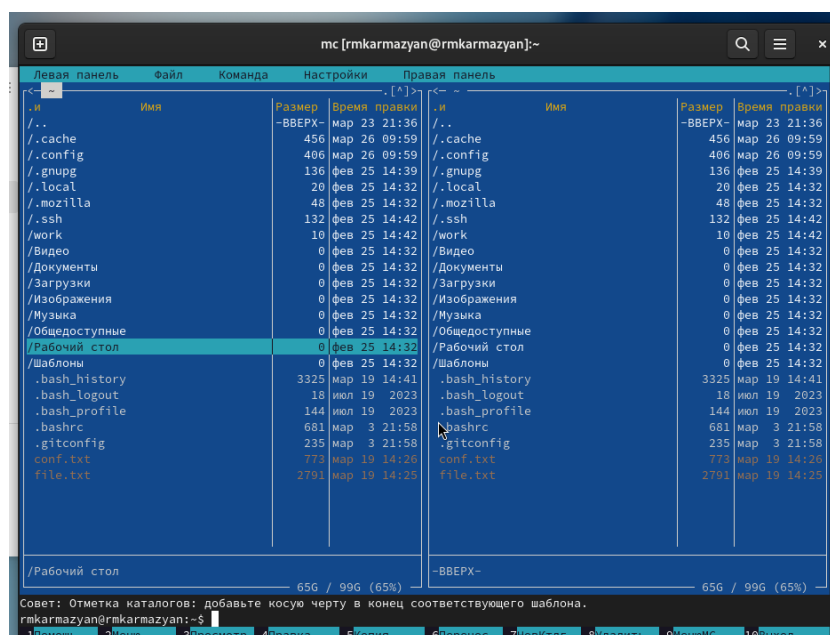 mc [rmkarmazyan@rmkarmazyan]:~
Левая панель Файл Команда Настройки Правая панель
<- ~ .[^]> <- ~ .[^]>
.и Имя Размер Время правки .и Имя Размер Время правки
/.. -ВВЕРХ- мар 23 21:36 /.. -ВВЕРХ- мар 23 21:36
/.cache 456 мар 26 09:59 /.cache 456 мар 26 09:59
/.config 406 мар 26 09:59 /.config 406 мар 26 09:59
/.gnupg 136 фев 25 14:39 /.gnupg 136 фев 25 14:39
/.local 20 фев 25 14:32 /.local 20 фев 25 14:32
/.mozilla 48 фев 25 14:32 /.mozilla 48 фев 25 14:32
/.ssh 132 фев 25 14:42 /.ssh 132 фев 25 14:42
/work 10 фев 25 14:42 /work 10 фев 25 14:42
/Видео 0 фев 25 14:32 /Видео 0 фев 25 14:32
/Документы 0 фев 25 14:32 /Документы 0 фев 25 14:32
/Загрузки 0 фев 25 14:32 /Загрузки 0 фев 25 14:32
/Изображения 0 фев 25 14:32 /Изображения 0 фев 25 14:32
/Музыка 0 фев 25 14:32 /Музыка 0 фев 25 14:32
/Общедоступные 0 фев 25 14:32 /Общедоступные 0 фев 25 14:32
/Рабочий стол 0 фев 25 14:32 /Рабочий стол 0 фев 25 14:32
/Шаблоны 0 фев 25 14:32 /Шаблоны 0 фев 25 14:32
.bash_history 3325 мар 19 14:41 .bash_history 3325 мар 19 14:41
.bash_logout 18 июл 19 2023 .bash_logout 18 июл 19 2023
.bash_profile 144 июл 19 2023 .bash_profile 144 июл 19 2023
.bashrc 681 мар 3 21:58 bashrc 681 мар 3 21:58
.gitconfig 235 мар 3 21:58 .gitconfig 235 мар 3 21:58
conf.txt 773 мар 19 14:26 conf.txt 773 мар 19 14:26
file.txt 2791 мар 19 14:25 file.txt 2791 мар 19 14:25
/Рабочий стол -ВВЕРХ-
65G / 99G (65%) 65G / 99G (65%)
Совет: Отметка каталогов: добавьте косую черту в конец соответствующего шаблона.
rmkarmazyan@rmkarmazyan:~$